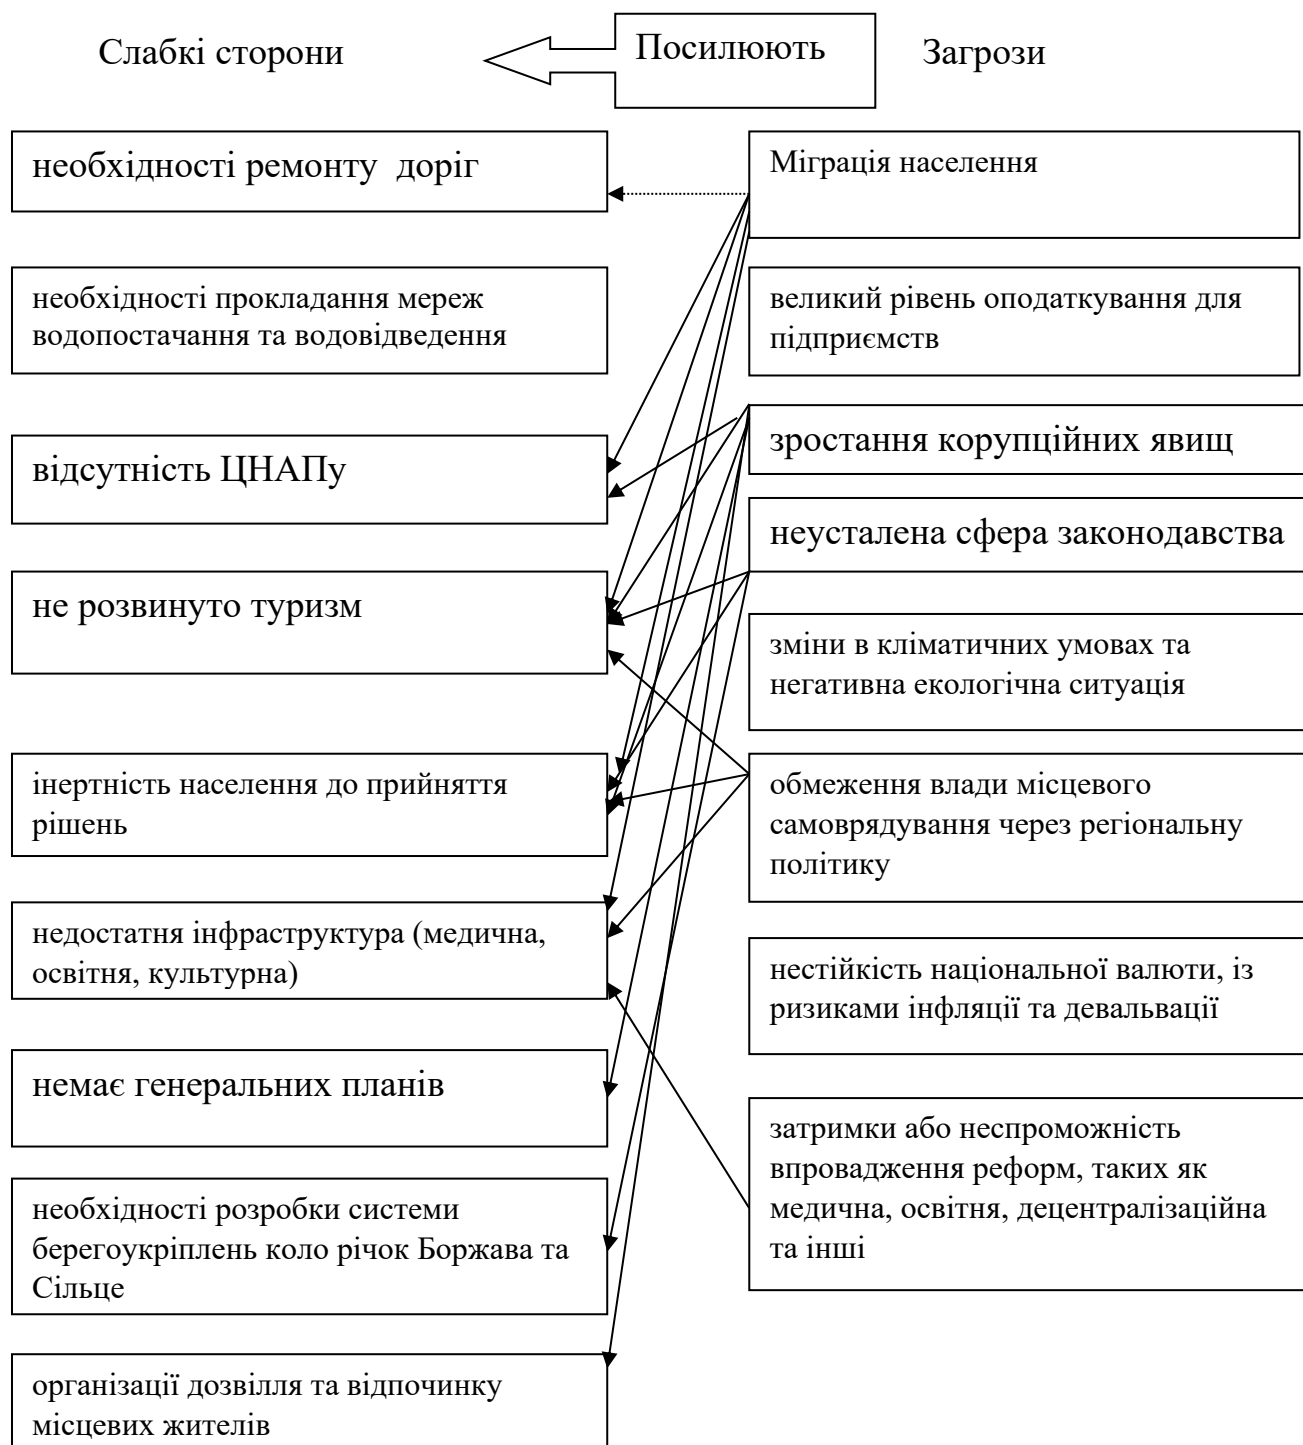 Слабкі сторони
Посилюють
Загрози
необхідності ремонту доріг
необхідності прокладання мереж
водопостачання та водовідведення
відсутність ЦНАПу
не розвинуто туризм
інертність населення до прийняття
рішень
недостатня інфраструктура (медична,
освітня, культурна)
немає генеральних планів
необхідності розробки системи
берегоукріплень коло річок Боржава та
Сільце
організації дозвілля та відпочинку
місцевих жителів
Міграція населення
великий рівень оподаткування для
підприємств
зростання корупційних явищ
неусталена сфера законодавства
зміни в кліматичних умовах та
негативна екологічна ситуація
обмеження влади місцевого
самоврядування через регіональну
політику
нестійкість національної валюти, із
ризиками інфляції та девальвації
затримки або неспроможність
впровадження реформ, таких як
медична, освітня, децентралізаційна
та інші